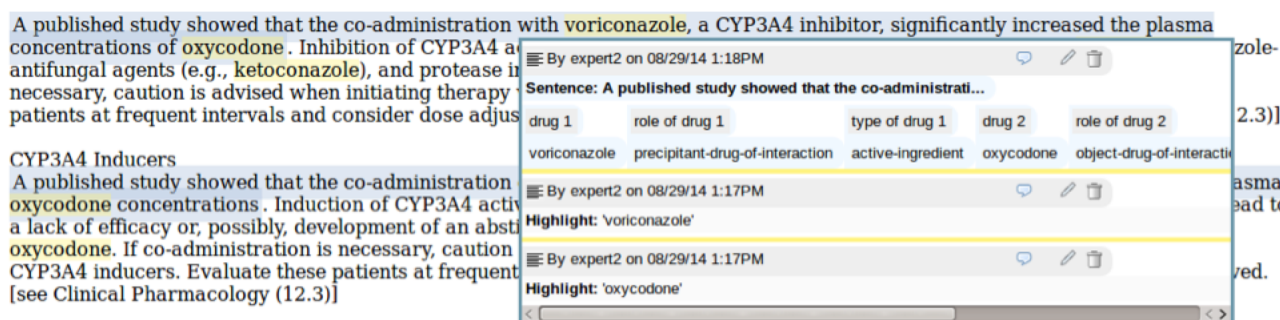 A published study showed that the co-administration with voriconazole, a CYP3A4 inhibitor, significantly increased the plasma
concentrations of oxycodone. Inhibition of CYP3A4 zole-
antifungal agents (e.g., ketoconazole), and protease
necessary, caution is advised when initiating therapy
patients at frequent intervals and consider dose adjus 2.3)]
CYP3A4 Inducers
A published study showed that the co-administration asma
oxycodone concentrations. Induction of CYP3A4 ead to
a lack of efficacy or, possibly, development of an absti
oxycodone. If co-administration is necessary, caution
CYP3A4 inducers. Evaluate these patients at frequent ved.
[see Clinical Pharmacology (12.3)]
By expert2 on 08/29/14 1:18PM
Sentence: A published study showed that the co-administrati...
drug 1 role of drug 1 type of drug 1 drug 2 role of drug 2
voriconazole precipitant-drug-of-interaction active-ingredient oxycodone object-drug-of-interactio
By expert2 on 08/29/14 1:17PM
Highlight: 'voriconazole'
By expert2 on 08/29/14 1:17PM
Highlight: 'oxycodone'